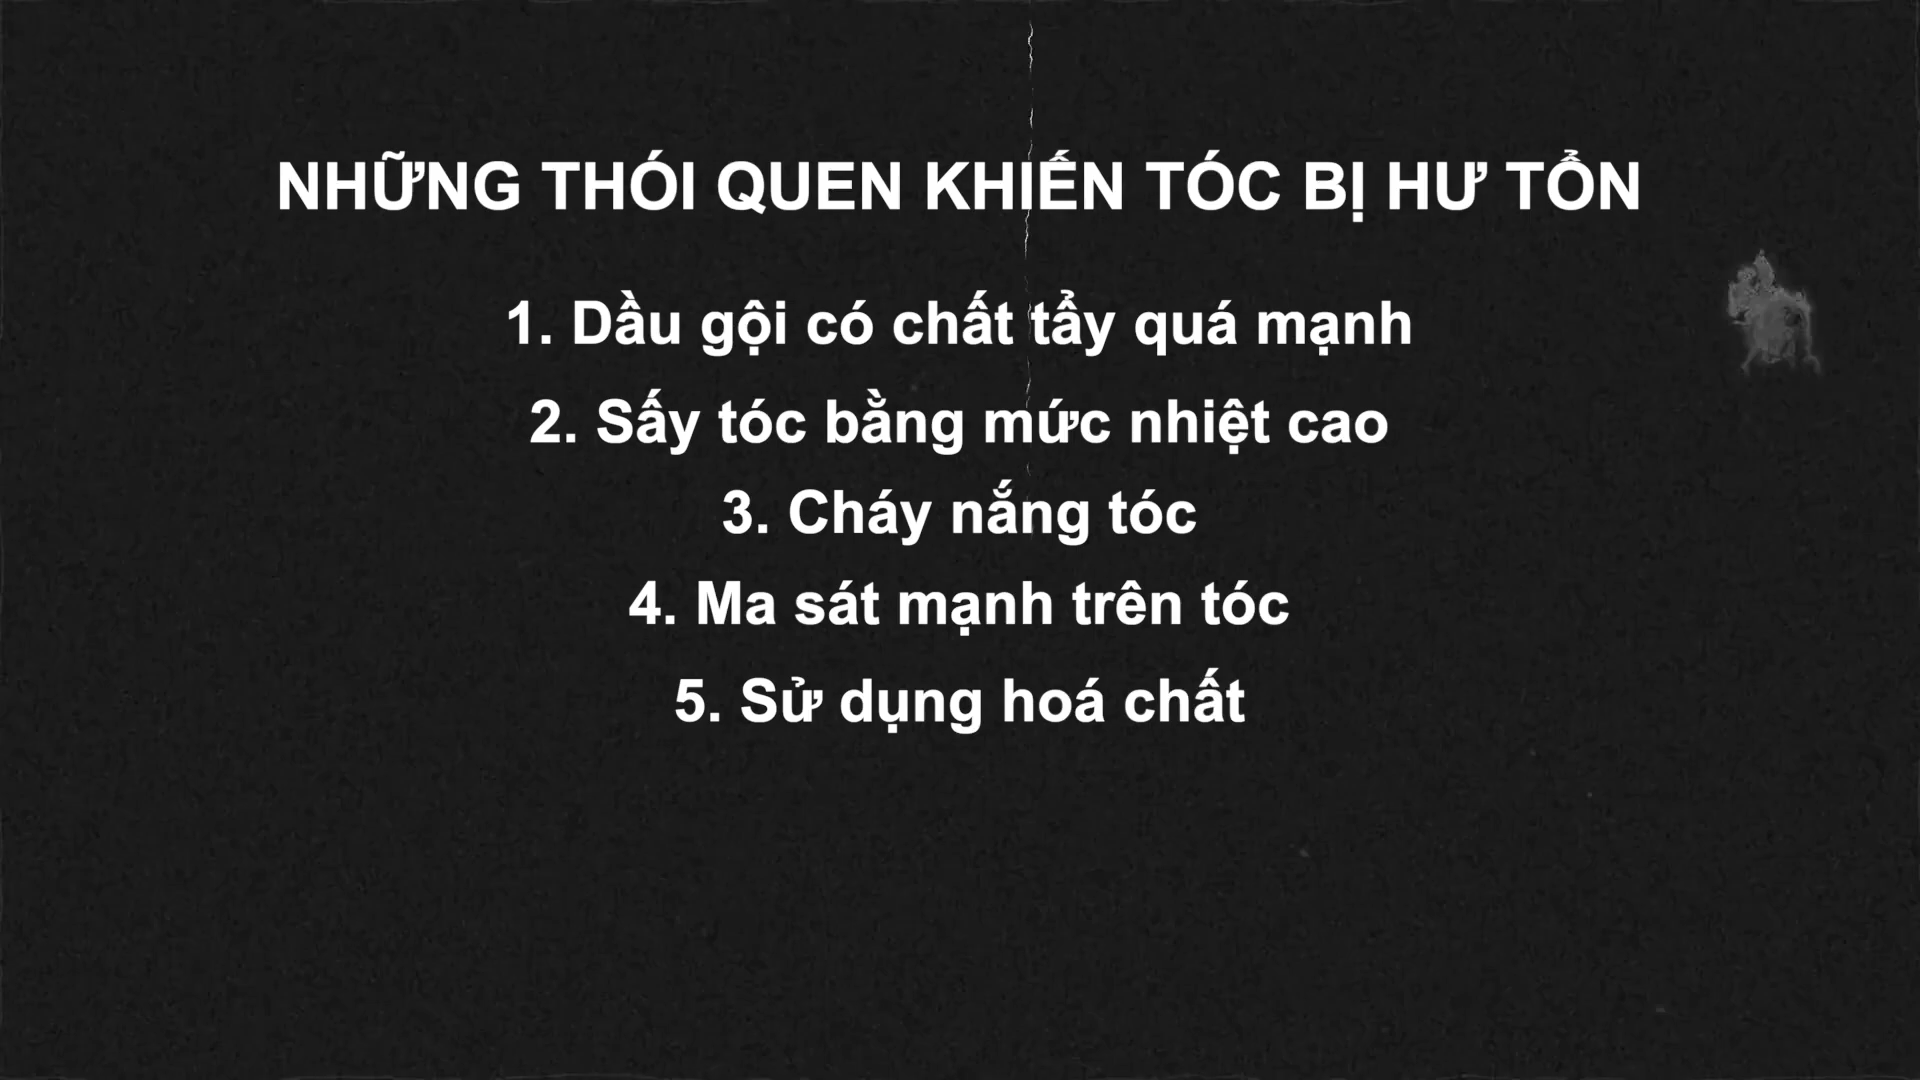 NHỮNG THÓI QUEN KHIẾN TÓC BỊ HƯ TỔN
1. Dầu gội có chất tẩy quá mạnh
2. Sấy tóc bằng mức nhiệt cao
3. Cháy nắng tóc
4. Ma sát mạnh trên tóc
5. Sử dụng hoá chất